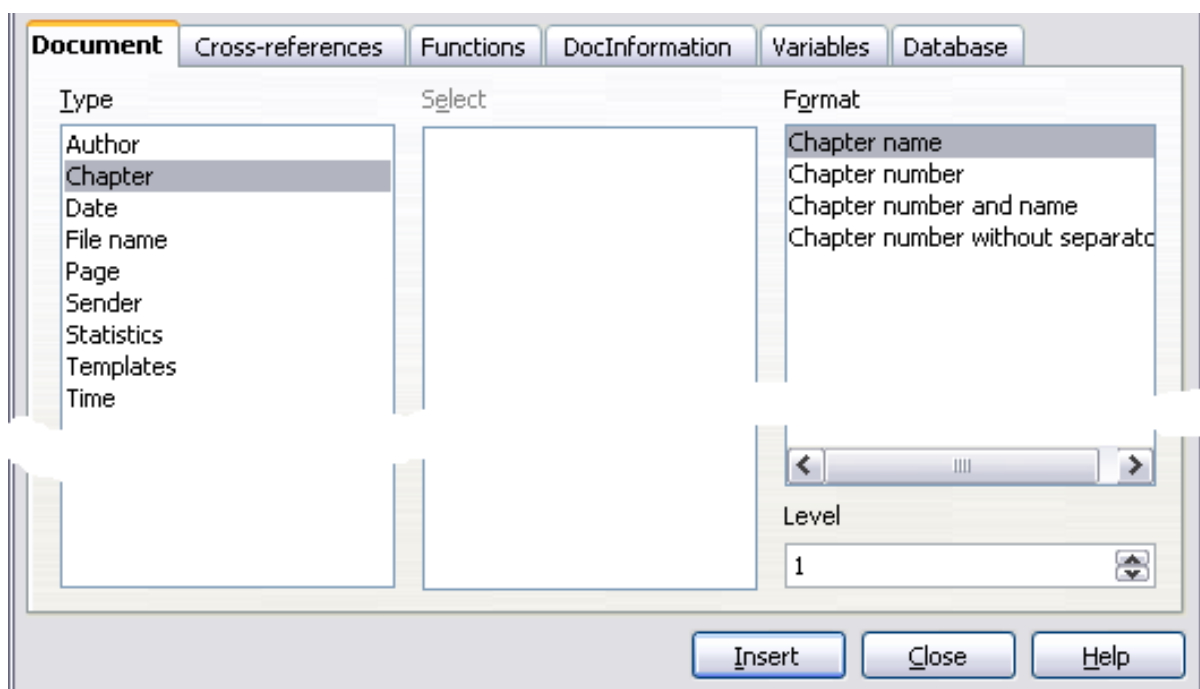 Document Cross-references Functions DocInformation Variables Database
Type
Author
Chapter
Date
File name
Page
Sender
Statistics
Templates
Time
Select
Format
Chapter name
Chapter number
Chapter number and name
Chapter number without separato
Level
1
Insert Close Help